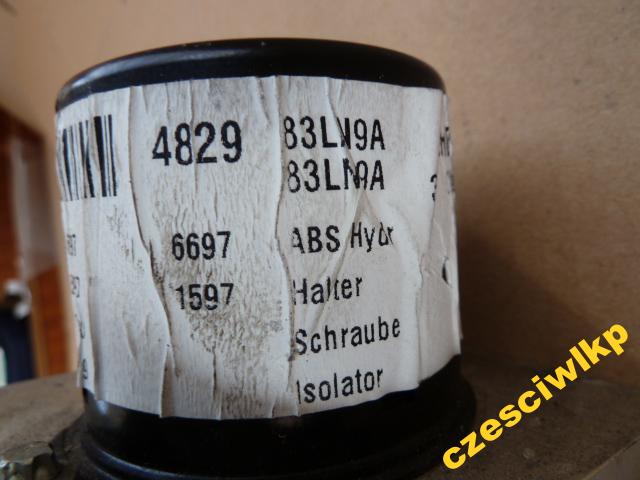 4829 83LN9A
83LN9A
6697 ABS Hydr
1597 Halter
Schraube
Isolator
czesciwlkp